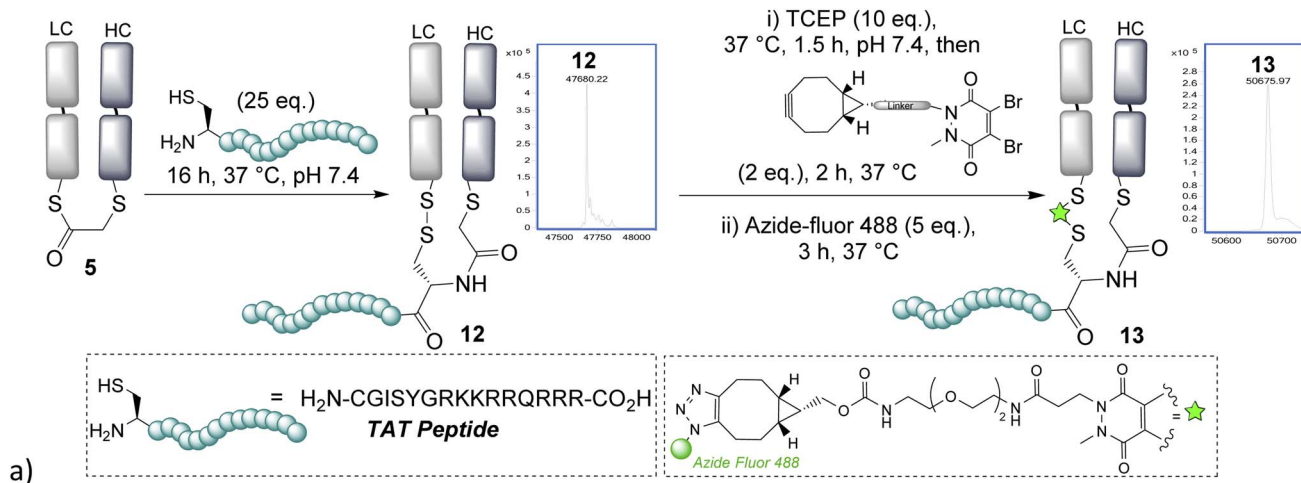 LC HC
HS
H₂N
(25 eq.)
16 h, 37 °C, pH 7.4
S S
O
5
LC HC
×10⁵
12
47680.22
4.5
4
3.5
3
2.5
2
1.5
1
0.5
0
47500 47750 48000
S S
S
O
NH
O
12
i) TCEP (10 eq.),
37 °C, 1.5 h, pH 7.4, then
H
H
Linker
O
N
N
O
Br
Br
(2 eq.), 2 h, 37 °C
ii) Azide-fluor 488 (5 eq.),
3 h, 37 °C
LC HC
×10⁵
13
50675.97
2.8
2.6
2.4
2.2
2
1.8
1.6
1.4
1.2
1
0.8
0.6
0.4
0.2
0
50600 50700
S S
S
O
NH
O
13
HS
H₂N
= H₂N-CGISYGRKKRRQRRR-CO₂H
TAT Peptide
N
N
N
H
H
O
O
N
H
O
2
N
H
O
O
N
N
O
=
Azide Fluor 488
a)